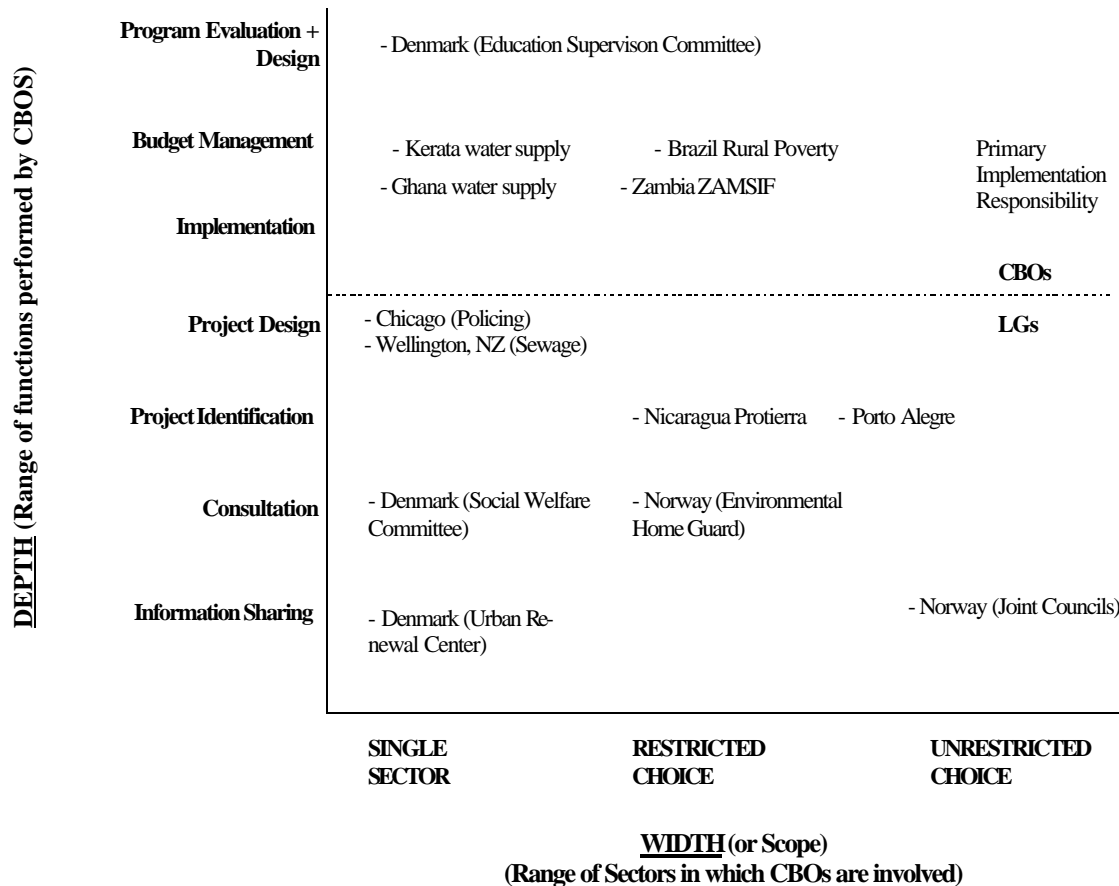 DEPTH (Range of functions performed by CBOS)
Program Evaluation +
Design
- Denmark (Education Supervison Committee)
Budget Management
- Kerata water supply
- Brazil Rural Poverty
Primary
Implementation
Responsibility
- Ghana water supply
- Zambia ZAMSIF
Implementation
CBOs
Project Design
- Chicago (Policing)
- Wellington, NZ (Sewage)
LGs
Project Identification
- Nicaragua Protierra
- Porto Alegre
Consultation
- Denmark (Social Welfare
Committee)
- Norway (Environmental
Home Guard)
Information Sharing
- Denmark (Urban Re-
newal Center)
- Norway (Joint Councils)
SINGLE
SECTOR
RESTRICTED
CHOICE
UNRESTRICTED
CHOICE
WIDTH (or Scope)
(Range of Sectors in which CBOs are involved)